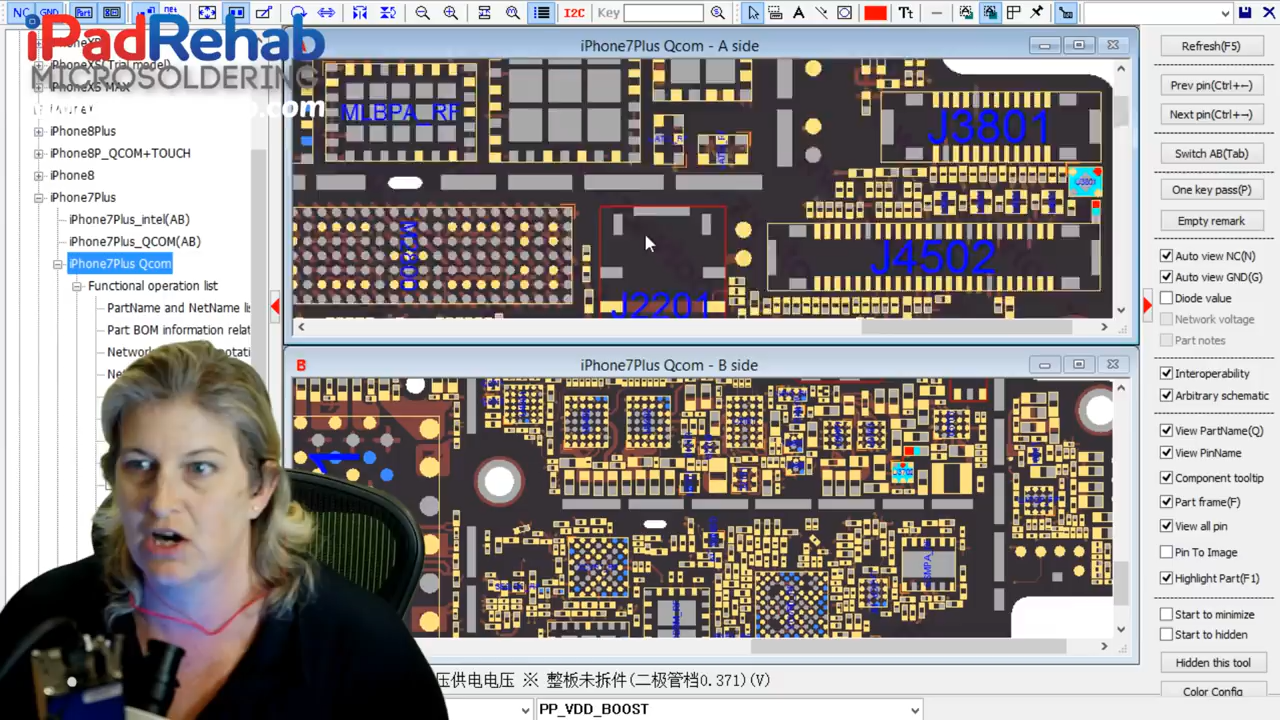 NC GND Part Net I2C Key
iPadRehab
MICROSOLDERING
iPhone7Plus Qcom - A side
Refresh(F5)
Prev pin(Ctrl+←)
Next pin(Ctrl+→)
Switch AB(Tab)
One key pass(P)
Empty remark
Auto view NC(N)
Auto view GND(G)
Diode value
Network voltage
Part notes
Interoperability
Arbitrary schematic
View PartName(Q)
View PinName
Component tooltip
Part frame(F)
View all pin
Pin To Image
Highlight Part(F1)
Start to minimize
Start to hidden
Hidden this tool
Color Config
iPhone8Plus
iPhone8P_QCOM+TOUCH
iPhone8
iPhone7Plus
iPhone7Plus_intel(AB)
iPhone7Plus_QCOM(AB)
iPhone7Plus Qcom
Functional operation list
PartName and NetName li
Part BOM information relat
MLBPA_RF
J3801
J4502
J2201
A
B
iPhone7Plus Qcom - B side
压供电电压 ※ 整板未拆件(二极管档0.371)(V)
PP_VDD_BOOST